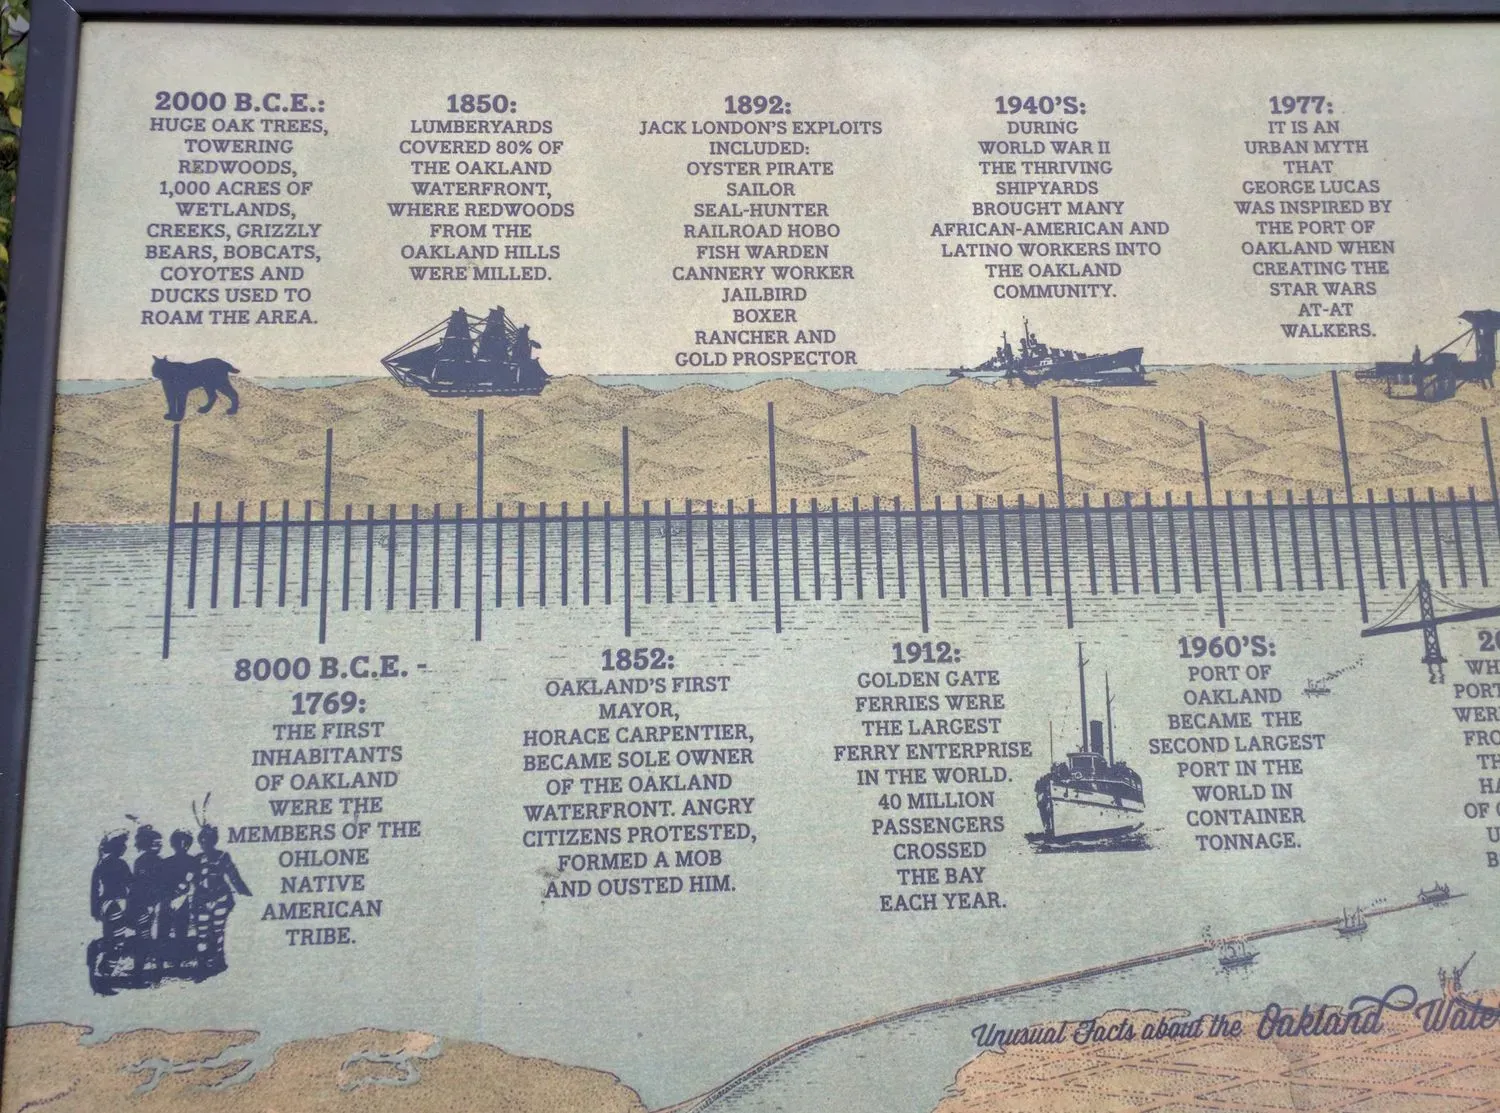 2000 B.C.E.:
HUGE OAK TREES,
TOWERING
REDWOODS,
1,000 ACRES OF
WETLANDS,
CREEKS, GRIZZLY
BEARS, BOBCATS,
COYOTES AND
DUCKS USED TO
ROAM THE AREA.
1850:
LUMBERYARDS
COVERED 80% OF
THE OAKLAND
WATERFRONT,
WHERE REDWOODS
FROM THE
OAKLAND HILLS
WERE MILLED.
1892:
JACK LONDON'S EXPLOITS
INCLUDED:
OYSTER PIRATE
SAILOR
SEAL-HUNTER
RAILROAD HOBO
FISH WARDEN
CANNERY WORKER
JAILBIRD
BOXER
RANCHER AND
GOLD PROSPECTOR
1940'S:
DURING
WORLD WAR II
THE THRIVING
SHIPYARDS
BROUGHT MANY
AFRICAN-AMERICAN AND
LATINO WORKERS INTO
THE OAKLAND
COMMUNITY.
1977:
IT IS AN
URBAN MYTH
THAT
GEORGE LUCAS
WAS INSPIRED BY
THE PORT OF
OAKLAND WHEN
CREATING THE
STAR WARS
AT-AT
WALKERS.
8000 B.C.E. -
1769:
THE FIRST
INHABITANTS
OF OAKLAND
WERE THE
MEMBERS OF THE
OHLONE
NATIVE
AMERICAN
TRIBE.
1852:
OAKLAND'S FIRST
MAYOR,
HORACE CARPENTIER,
BECAME SOLE OWNER
OF THE OAKLAND
WATERFRONT. ANGRY
CITIZENS PROTESTED,
FORMED A MOB
AND OUSTED HIM.
1912:
GOLDEN GATE
FERRIES WERE
THE LARGEST
FERRY ENTERPRISE
IN THE WORLD.
40 MILLION
PASSENGERS
CROSSED
THE BAY
EACH YEAR.
1960'S:
PORT OF
OAKLAND
BECAME THE
SECOND LARGEST
PORT IN THE
WORLD IN
CONTAINER
TONNAGE.
20
WH
PORT
WER
FRO
TH
HA
OF
U
B
Unusual Facts about the Oakland Wate